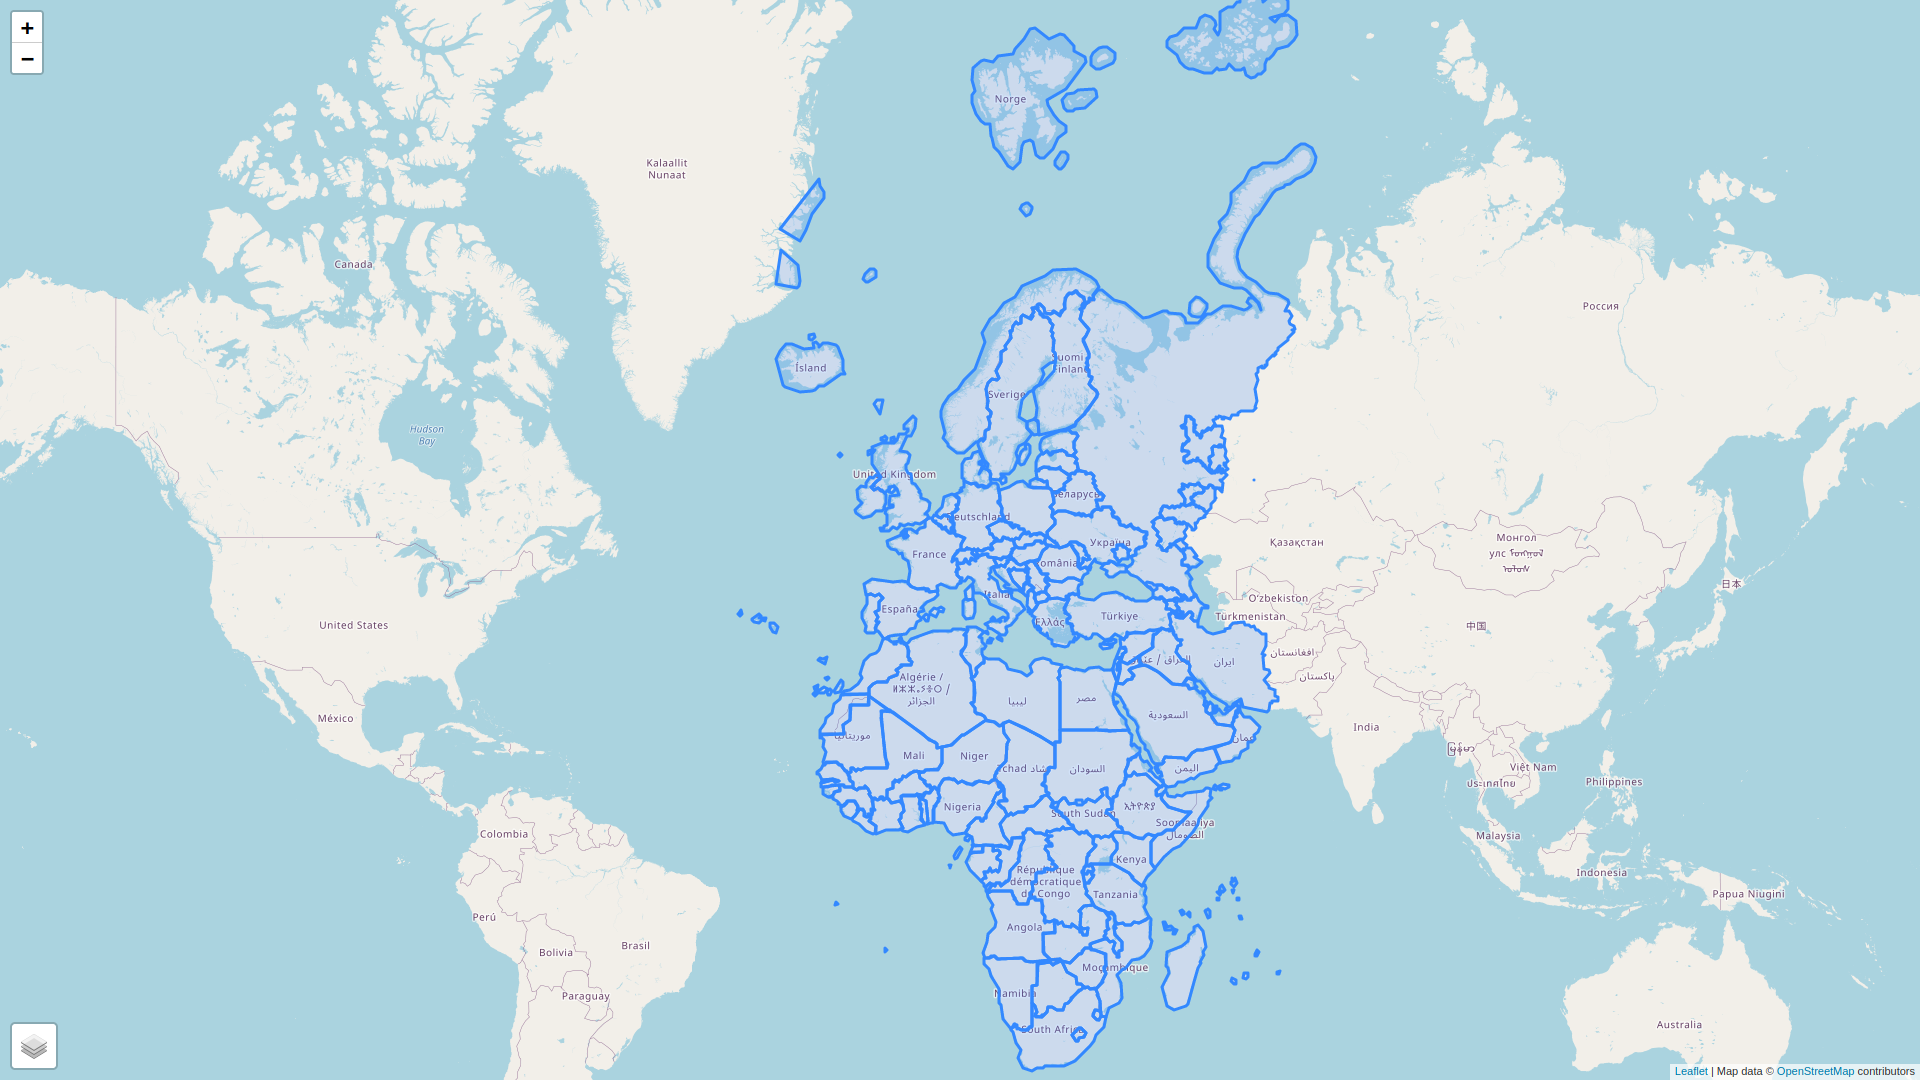 +
−
Norge
Kalaallit
Nunaat
Canada
Россия
Ísland
Suomi
Finland
Sverige
Hudson
Bay
United Kingdom
Беларусь
Deutschland
Монгол
улс
Україна
Қазақстан
France
România
日本
Italia
Oʻzbekiston
España
Türkiye
Türkmenistan
Ελλάς
United States
中国
افغانستان
ایران
پاکستان
Algérie /
ⵍⵣⵣⴰⵢⴻⵔ /
الجزائر
ليبيا
مصر
السعودية
México
India
موريتانيا
عمان
မြန်မာ
Mali
Niger
Tchad تشاد
السودان
اليمن
Việt Nam
ประเทศไทย
Philippines
Nigeria
ኢትዮጵያ
South Sudan
Soomaaliya
الصومال
Colombia
Malaysia
Kenya
République
démocratique
du Congo
Indonesia
Tanzania
Papua Niugini
Perú
Angola
Brasil
Bolivia
Moçambique
Namibia
Paraguay
South Africa
Australia
Leaflet | Map data © OpenStreetMap contributors